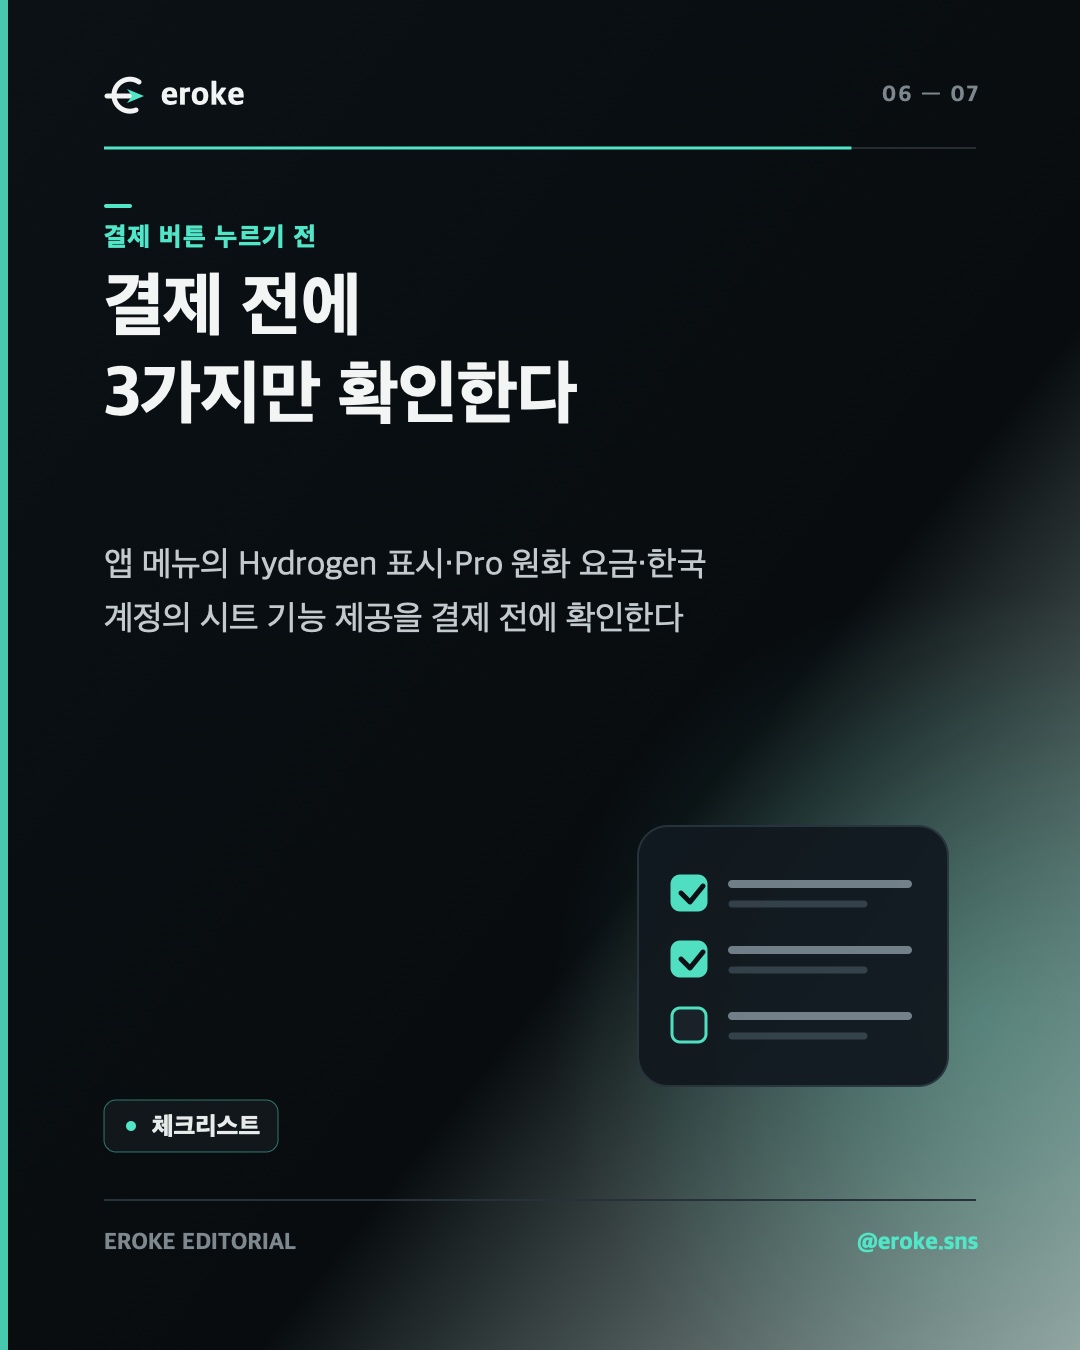 eroke
06 — 07
결제 버튼 누르기 전
결제 전에
3가지만 확인한다
앱 메뉴의 Hydrogen 표시·Pro 원화 요금·한국
계정의 시트 기능 제공을 결제 전에 확인한다
체크리스트
EROKE EDITORIAL
@eroke.sns